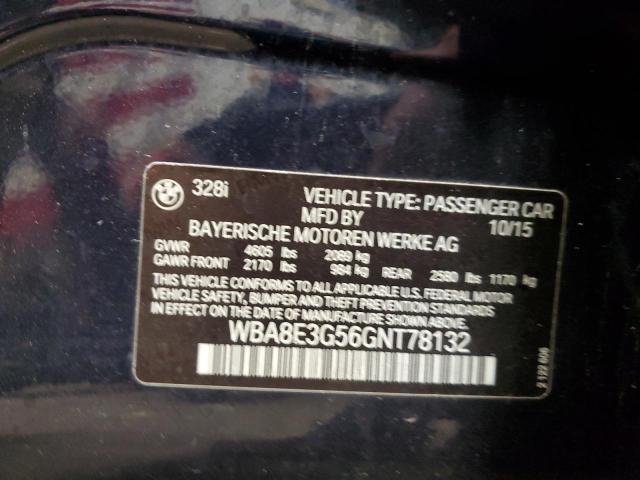 328i VEHICLE TYPE: PASSENGER CAR
MFD BY 10/15
BAYERISCHE MOTOREN WERKE AG
GVWR 4605 lbs 2089 kg
GAWR FRONT 2170 lbs 984 kg REAR 2580 lbs 1170 kg
THIS VEHICLE CONFORMS TO ALL APPLICABLE U.S. FEDERAL MOTOR
VEHICLE SAFETY, BUMPER AND THEFT PREVENTION STANDARDS
IN EFFECT ON THE DATE OF MANUFACTURE SHOWN ABOVE.
WBA8E3G56GNT78132